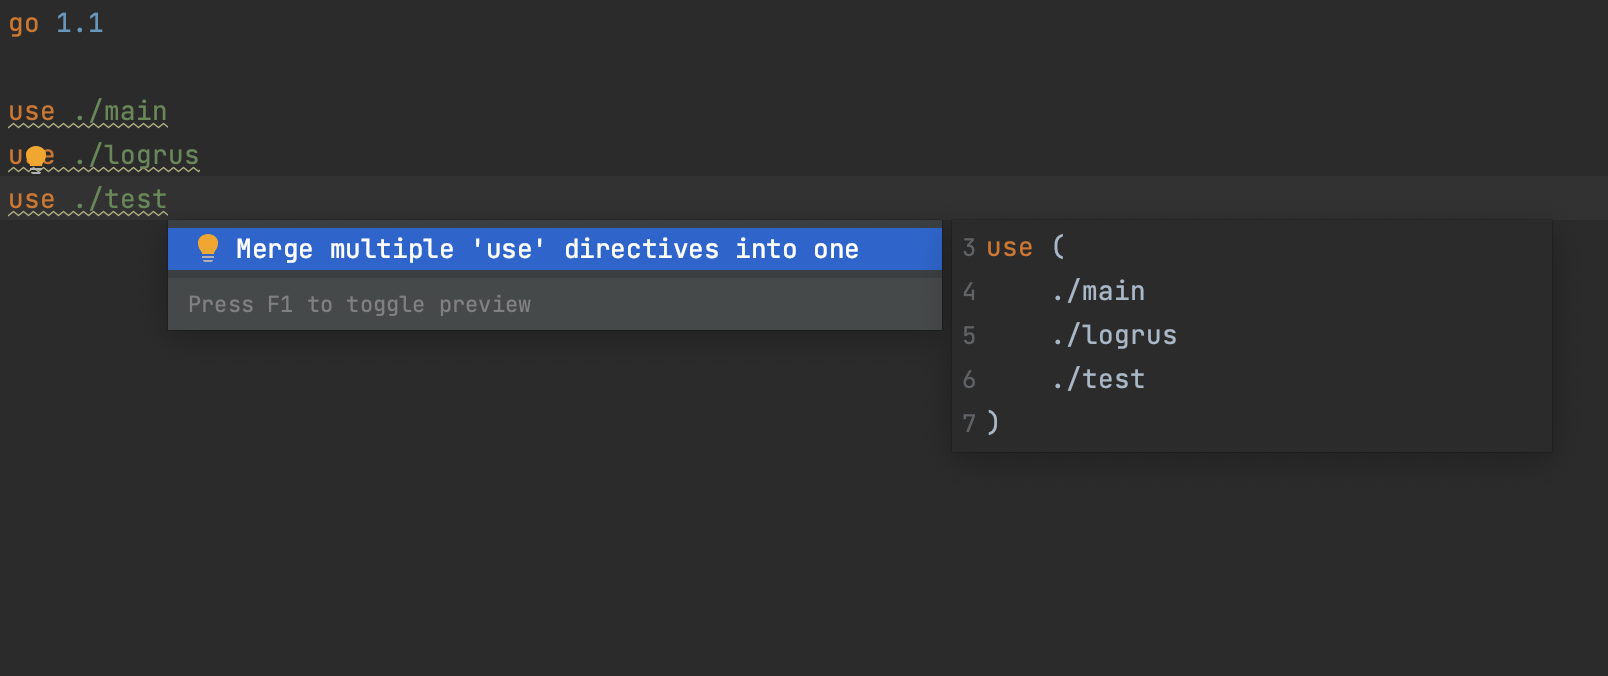 go 1.1
use ./main
use ./logrus
use ./test
Merge multiple 'use' directives into one
Press F1 to toggle preview
3 use (
4 ./main
5 ./logrus
6 ./test
7 )